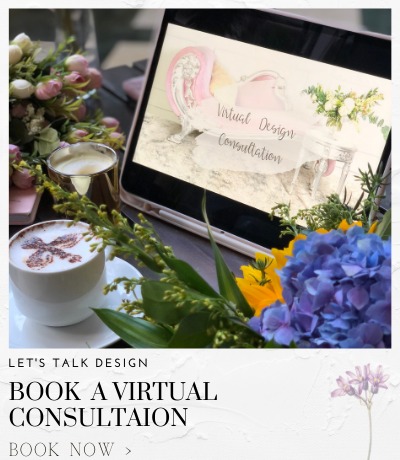 Virtual Design
Consultation
LET'S TALK DESIGN
BOOK A VIRTUAL
CONSULTAION
BOOK NOW >